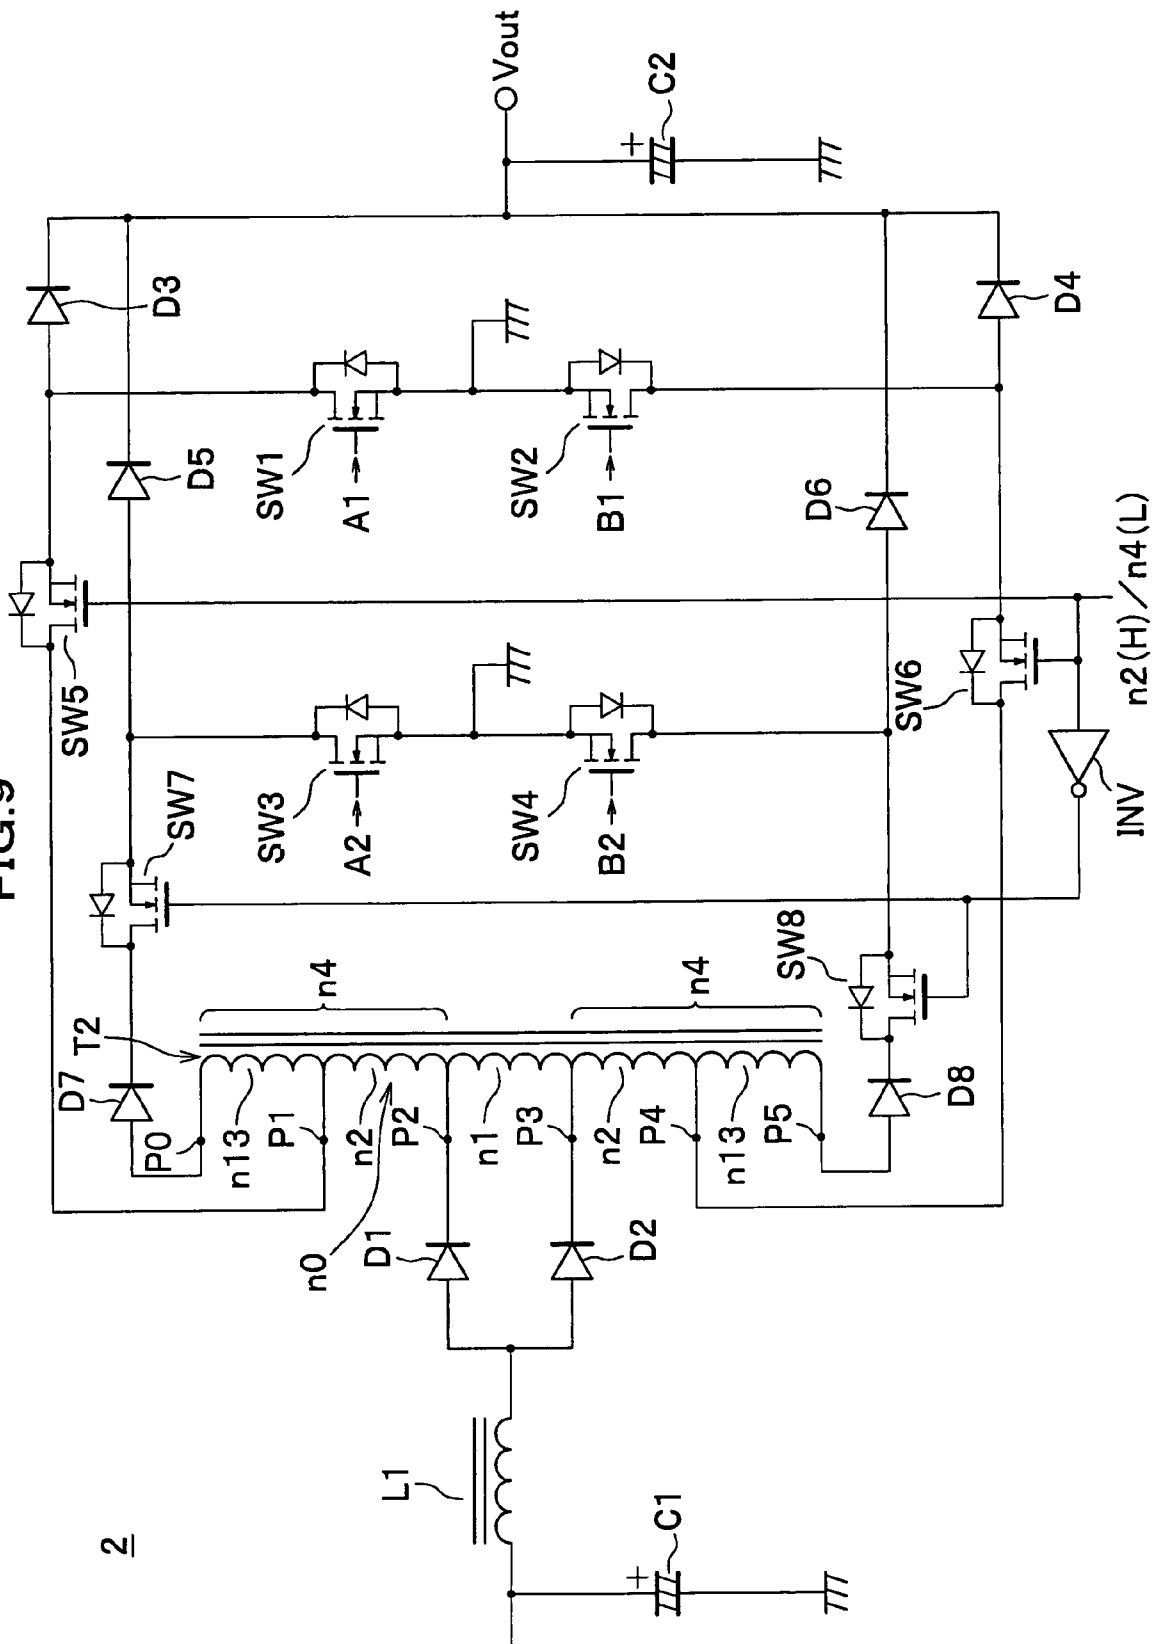 FIG.9
2
Vout
C2
D3
D4
D5
SW1
A1
SW2
B1
D6
SW5
SW3
A2
SW4
B2
SW6
n2(H)/n4(L)
INV
SW7
SW8
T2
n4
n4
D7
P0
n13
P1
n2
P2
n1
P3
n2
P4
n13
P5
D8
n0
D1
D2
L1
C1
+
+